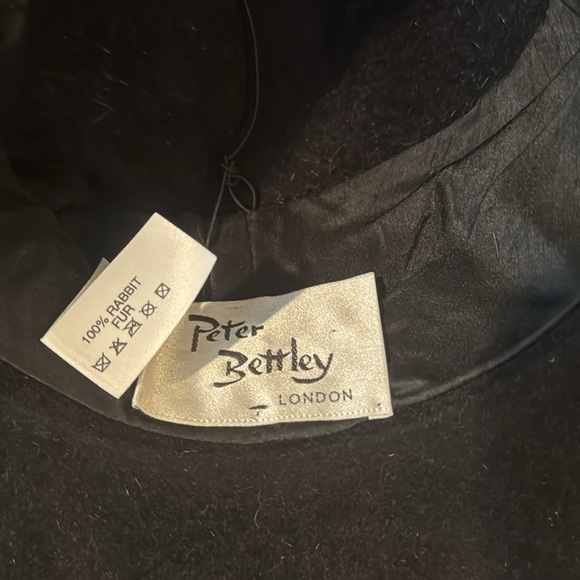 100% RABBIT
FUR
Peter
Bettley
LONDON